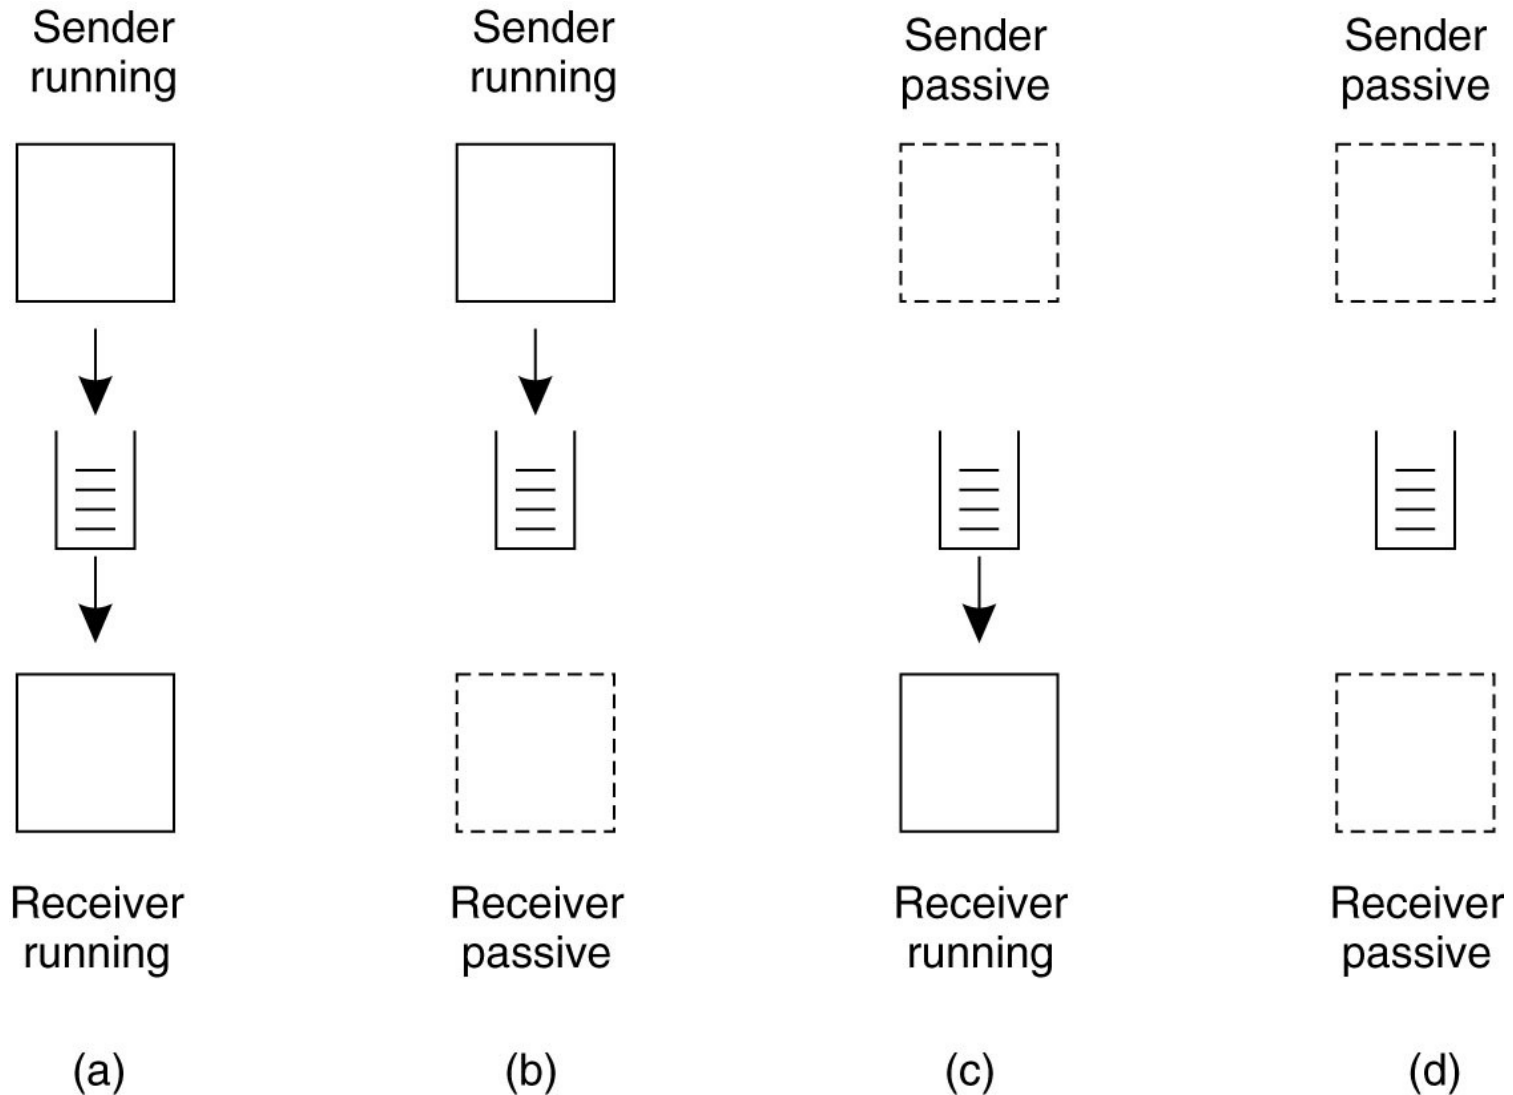 Sender
running
Sender
running
Sender
passive
Sender
passive
Receiver
running
Receiver
passive
Receiver
running
Receiver
passive
(a)
(b)
(c)
(d)